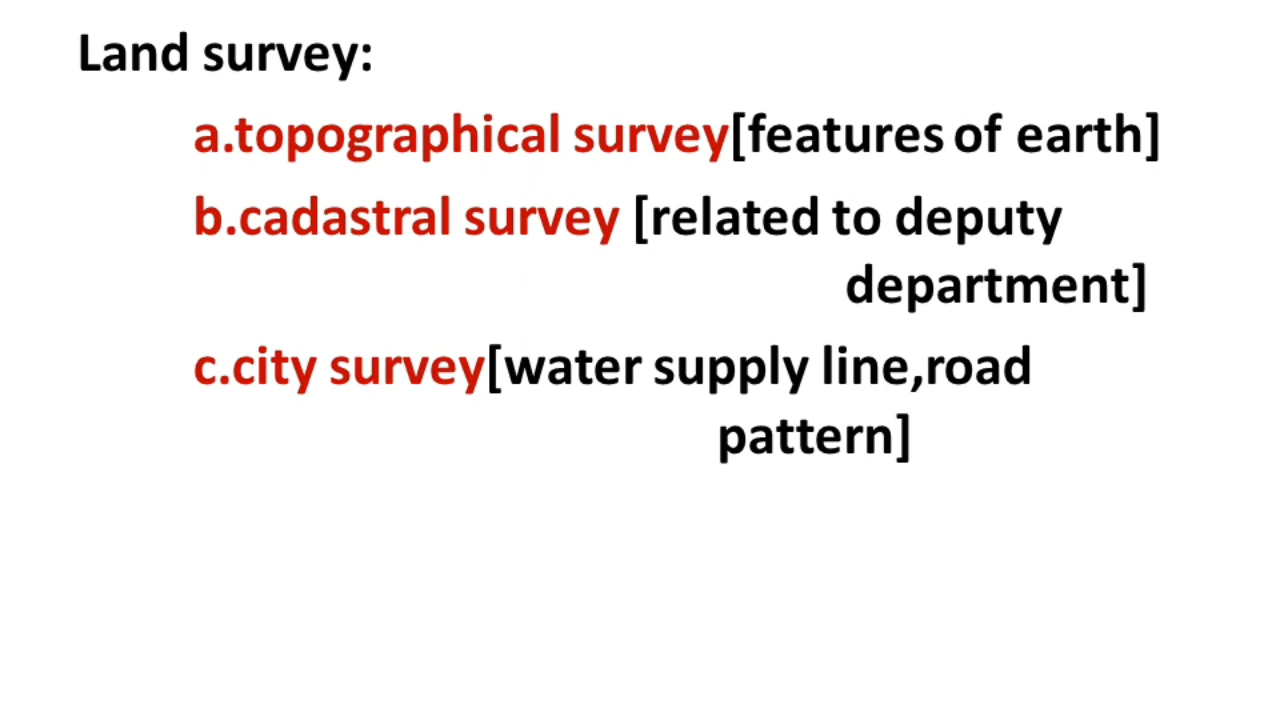 Land survey:
a.topographical survey[features of earth]
b.cadastral survey [related to deputy
department]
c.city survey[water supply line,road
pattern]